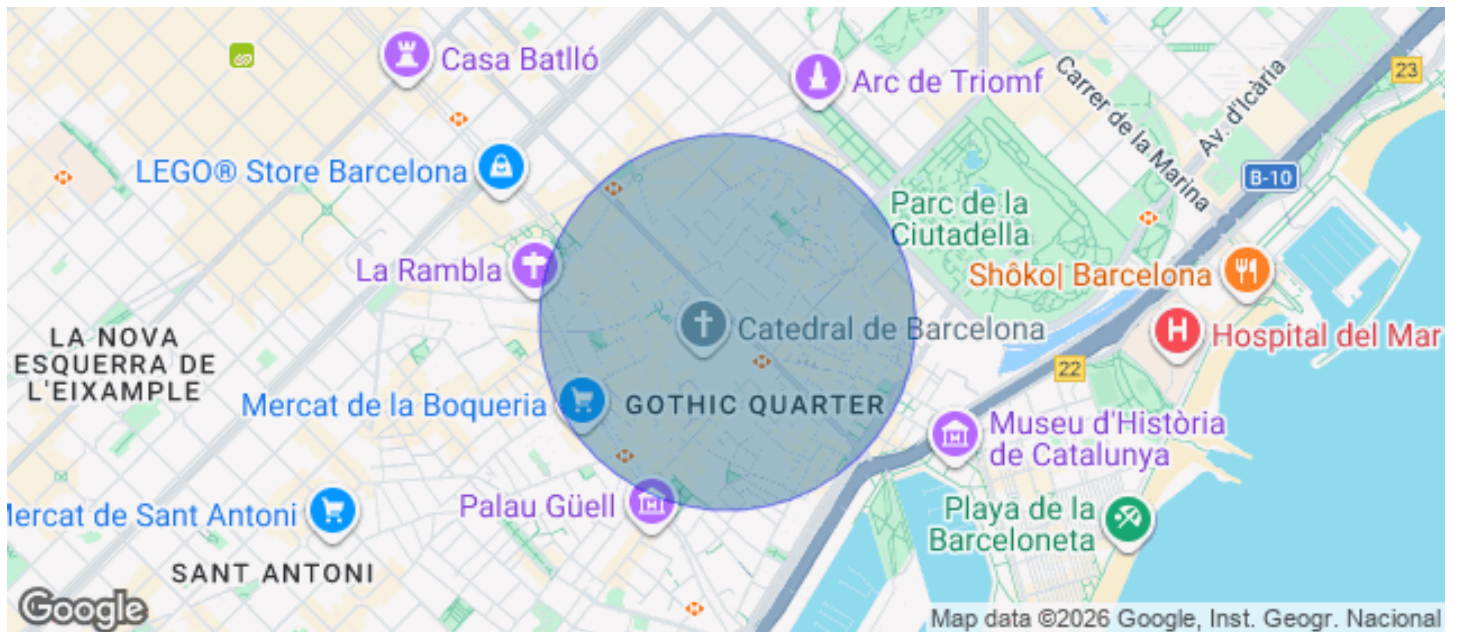 Casa Batlló
Arc de Triomf
Carrer de la Marina
Av. d'Icària
23
LEGO® Store Barcelona
B-10
Parc de la
Ciutadella
La Rambla
Shôko| Barcelona
Catedral de Barcelona
Hospital del Mar
LA NOVA
ESQUERRA DE
L'EIXAMPLE
22
Mercat de la Boqueria
GOTHIC QUARTER
Museu d'Història
de Catalunya
Palau Güell
Mercat de Sant Antoni
Playa de la
Barceloneta
SANT ANTONI
Google
Map data ©2026 Google, Inst. Geogr. Nacional